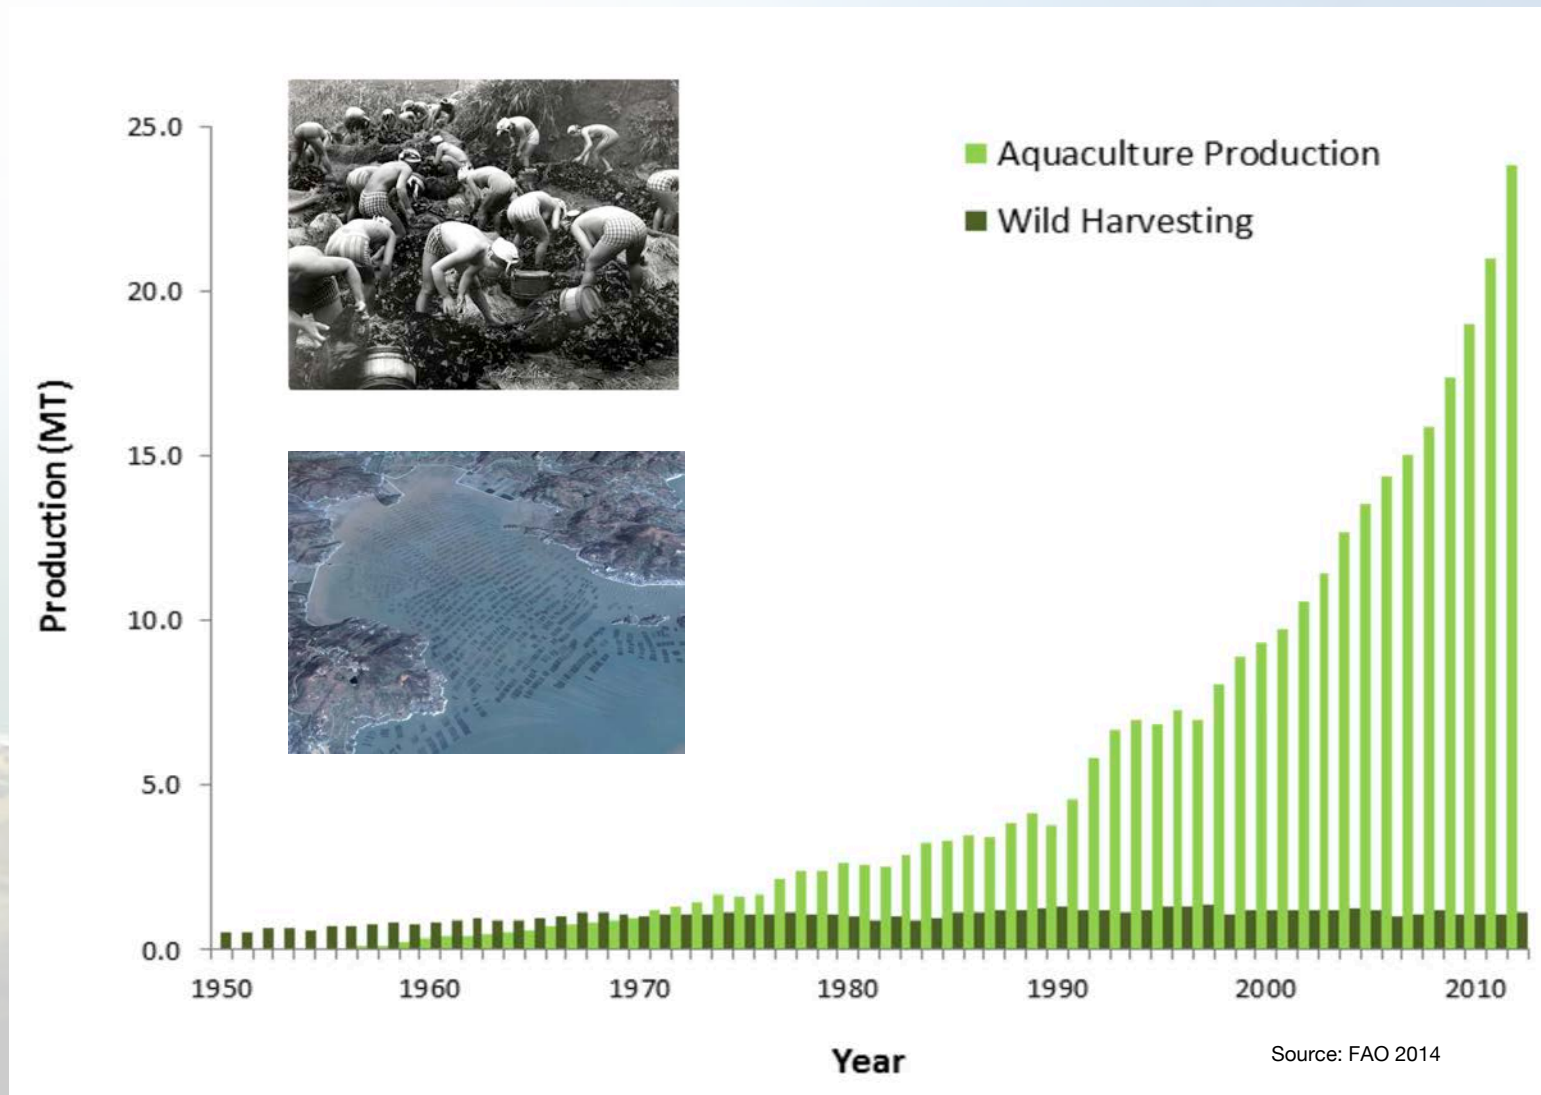 25.0
20.0
15.0
10.0
5.0
0.0
Production (MT)
Aquaculture Production
Wild Harvesting
1950 1960 1970 1980 1990 2000 2010
Year
Source: FAO 2014